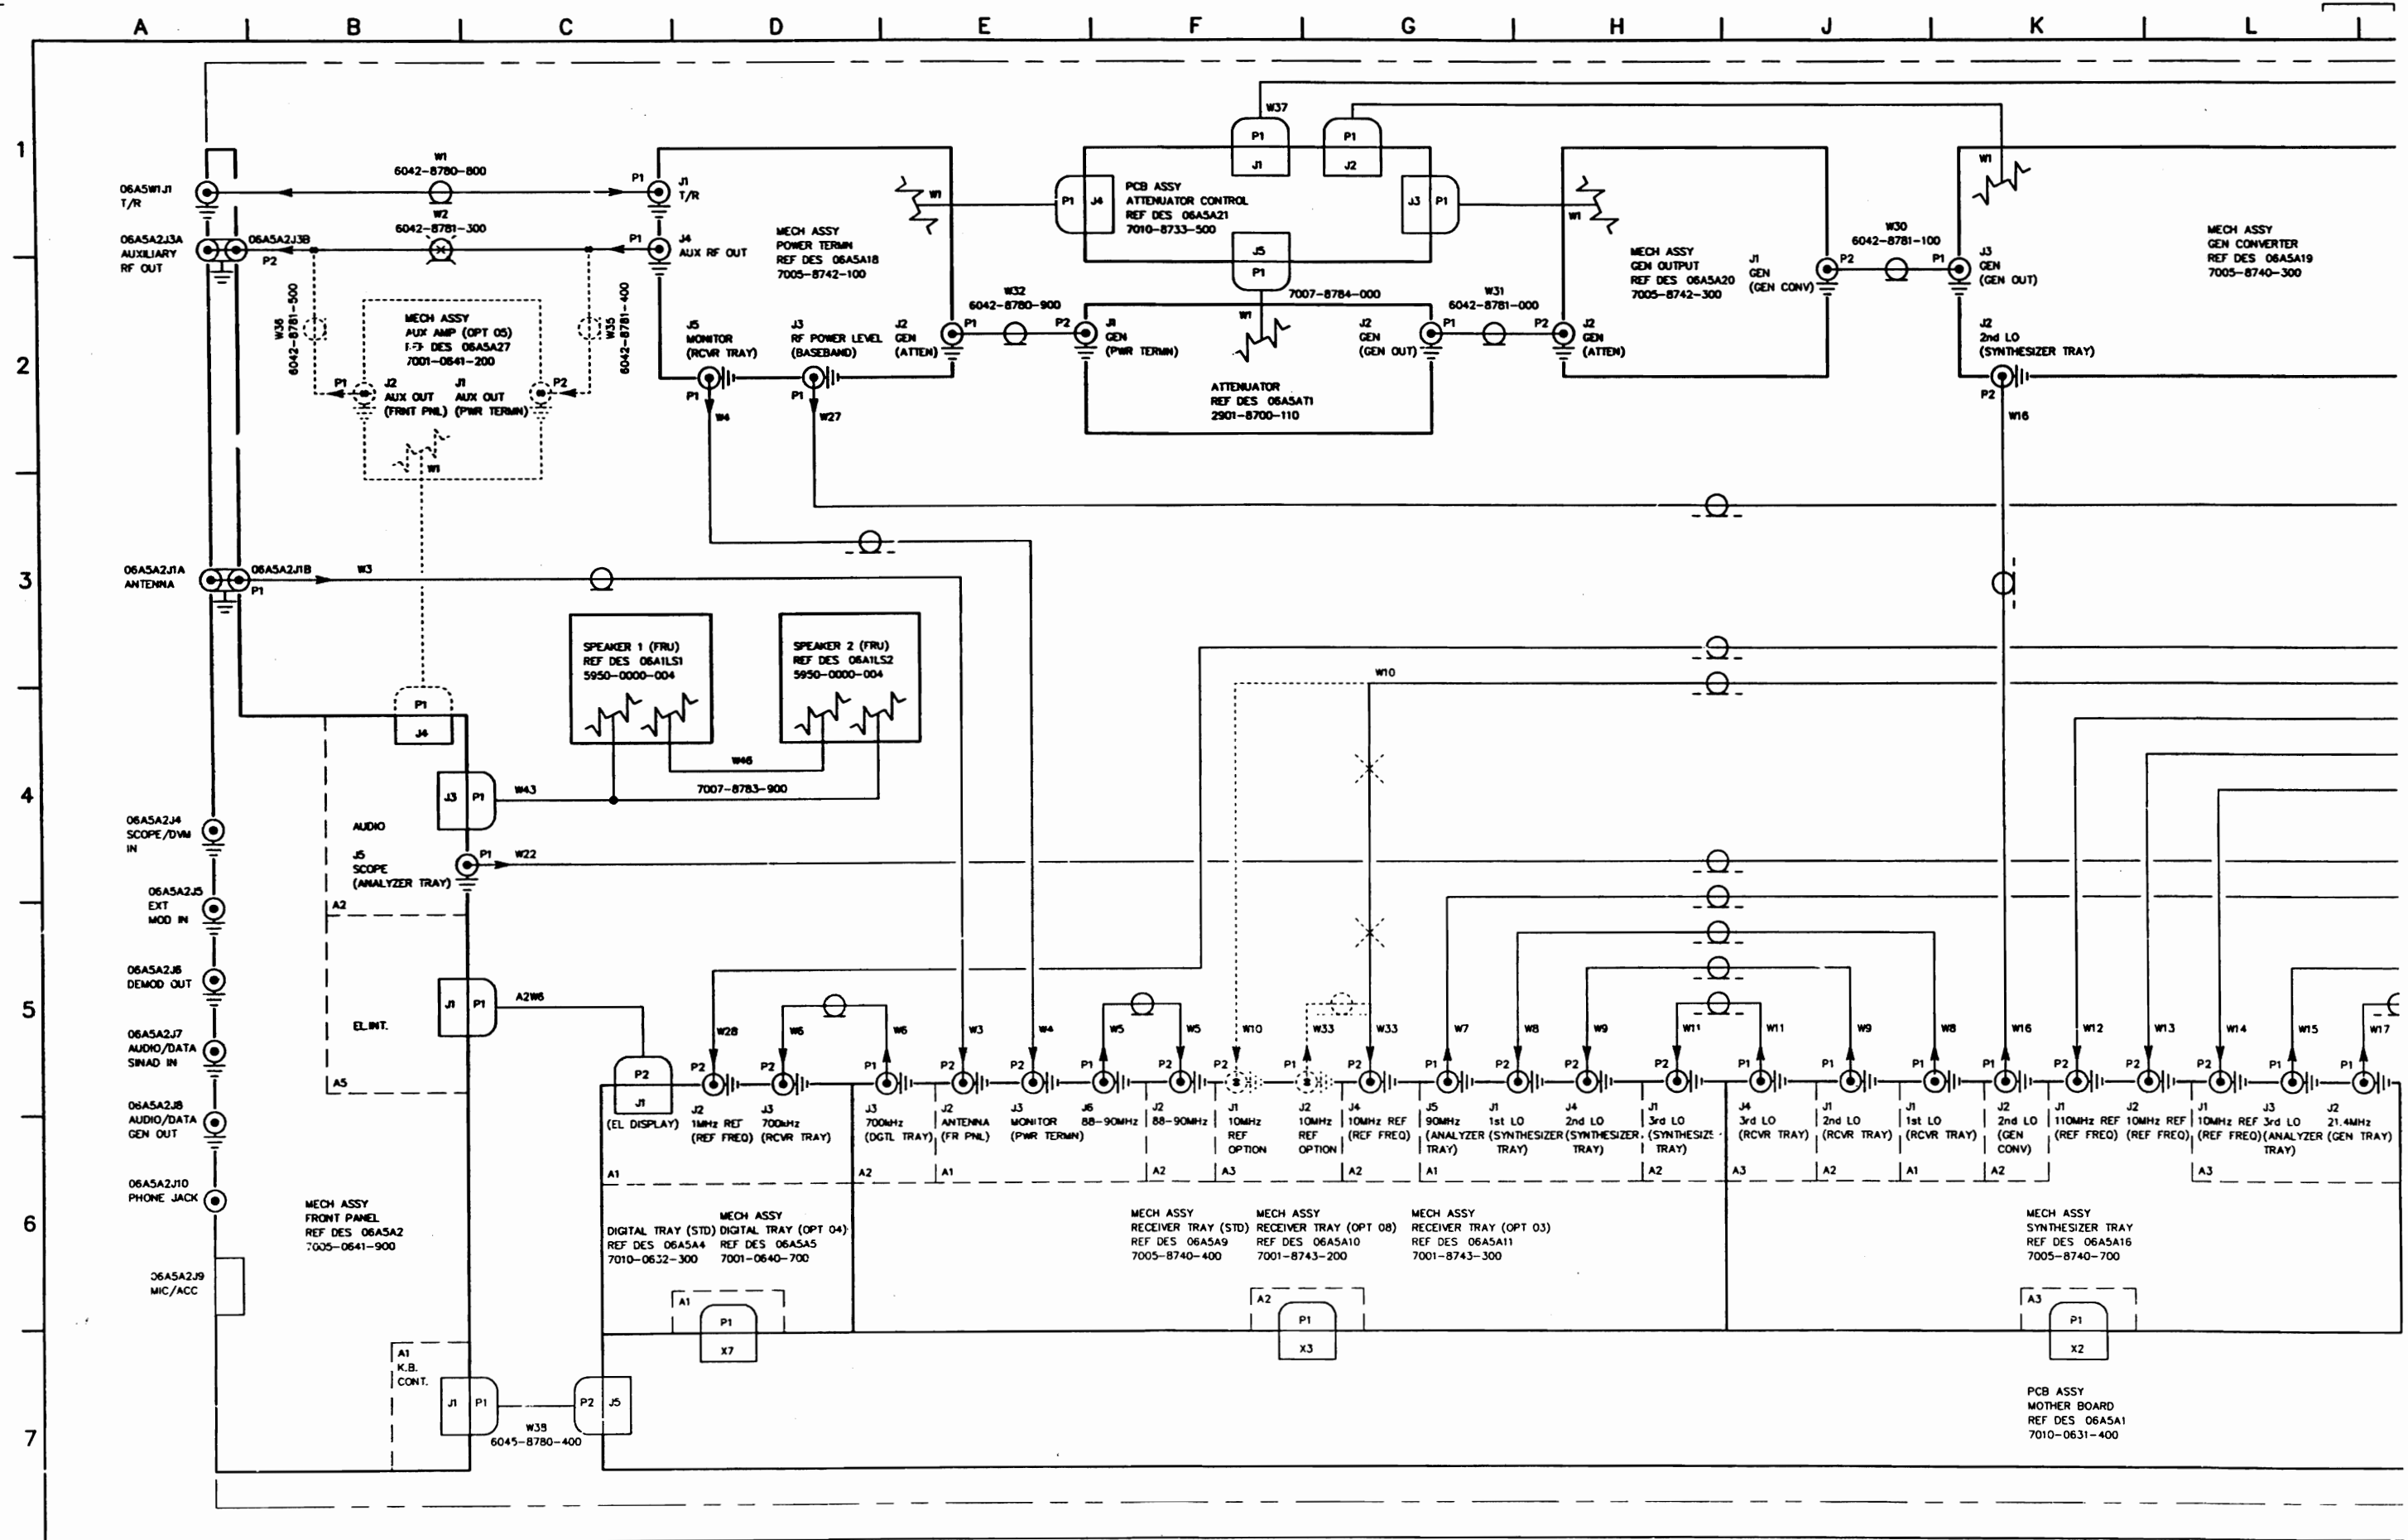 A B C D E F G H J K L
1
2
3
4
5
6
7
06A5W1J1
T/R
W1
6042-8780-800
P1
J1
T/R
06A5A2J3A
AUXILIARY
RF OUT
06A5A2J3B
P2
W2
6042-8781-300
P1
J4
AUX RF OUT
MECH ASSY
POWER TERMN
REF DES 06A5A18
7005-8742-100
W1
P1
J4
PCB ASSY
ATTENUATOR CONTROL
REF DES 06A5A21
7010-8733-500
W37
P1
J1
P1
J2
J3
P1
J5
P1
W1
MECH ASSY
GEN OUTPUT
REF DES 06A5A20
7005-8742-300
J1
GEN
(GEN CONV)
P2
W30
6042-8781-100
P1
J3
GEN
(GEN OUT)
W1
MECH ASSY
GEN CONVERTER
REF DES 06A5A19
7005-8740-300
W36
6042-8781-500
MECH ASSY
AUX AMP (OPT 05)
REF DES 06A5A27
7001-0641-200
W35
6042-8781-400
P1
J2
AUX OUT
(FRNT PNL)
J1
AUX OUT
(PWR TERMN)
P2
W1
J5
MONITOR
(RCVR TRAY)
J3
RF POWER LEVEL
(BASEBAND)
J2
GEN
(ATTEN)
P1
W4
P1
W27
P1
W32
6042-8780-900
P2
J1
GEN
(PWR TERMN)
7007-8784-000
W1
J2
GEN
(GEN OUT)
ATTENUATOR
REF DES 06A5AT1
2901-8700-110
P1
W31
6042-8781-000
P2
J2
GEN
(ATTEN)
J2
2nd LO
(SYNTHESIZER TRAY)
P2
W16
06A5A2J1A
ANTENNA
06A5A2J1B
P1
W3
SPEAKER 1 (FRU)
REF DES 06A1LS1
5950-0000-004
SPEAKER 2 (FRU)
REF DES 06A1LS2
5950-0000-004
W10
P1
J4
W46
J3
P1
W43
7007-8783-900
06A5A2J4
SCOPE/DVM
IN
AUDIO
J5
SCOPE
(ANALYZER TRAY)
P1
W22
06A5A2J5
EXT
MOD IN
A2
06A5A2J6
DEMOD OUT
J1
P1
A2W6
06A5A2J7
AUDIO/DATA
SINAD IN
EL.INT.
A5
06A5A2J8
AUDIO/DATA
GEN OUT
06A5A2J10
PHONE JACK
W28 W6 W6 W3 W4 W5 W5 W10 W33 W33 W7 W8 W9 W11 W11 W9 W8 W16 W12 W13 W14 W15 W17
P2 P2 P2 P1 P2 P2 P1 P2 P2 P1 P2 P1 P2 P2 P2 P1 P1 P1 P1 P2 P2 P2 P1 P1
J1
(EL DISPLAY)
J2
1MHz REF
(REF FREQ)
J3
700kHz
(RCVR TRAY)
J3
700kHz
(DGTL TRAY)
J2
ANTENNA
(FR PNL)
J3
MONITOR
(PWR TERMN)
J6
88-90MHz
J2
88-90MHz
J1
10MHz
REF
OPTION
J2
10MHz
REF
OPTION
J4
10MHz REF
(REF FREQ)
J5
90MHz
(ANALYZER
TRAY)
J1
1st LO
(SYNTHESIZER
TRAY)
J4
2nd LO
(SYNTHESIZER
TRAY)
J1
3rd LO
(SYNTHESIZE
TRAY)
J4
3rd LO
(RCVR TRAY)
J1
2nd LO
(RCVR TRAY)
J1
1st LO
(RCVR TRAY)
J2
2nd LO
(GEN
CONV)
J1
110MHz REF
(REF FREQ)
J2
10MHz REF
(REF FREQ)
J1
10MHz REF
(REF FREQ)
J3
3rd LO
(ANALYZER
TRAY)
J2
21.4MHz
(GEN TRAY)
A1 A2 A1 A2 A3 A2 A1 A2 A3 A2 A1 A2 A3
MECH ASSY
FRONT PANEL
REF DES 06A5A2
7005-0641-900
DIGITAL TRAY (STD)
REF DES 06A5A4
7010-0632-300
MECH ASSY
DIGITAL TRAY (OPT 04)
REF DES 06A5A5
7001-0640-700
MECH ASSY
RECEIVER TRAY (STD)
REF DES 06A5A9
7005-8740-400
MECH ASSY
RECEIVER TRAY (OPT 08)
REF DES 06A5A10
7001-8743-200
MECH ASSY
RECEIVER TRAY (OPT 03)
REF DES 06A5A11
7001-8743-300
MECH ASSY
SYNTHESIZER TRAY
REF DES 06A5A16
7005-8740-700
06A5A2J9
MIC/ACC
A1
P1
X7
A2
P1
X3
A3
P1
X2
A1
K.B.
CONT.
J1
P1
W38
6045-8780-400
P2
J5
PCB ASSY
MOTHER BOARD
REF DES 06A5A1
7010-0631-400